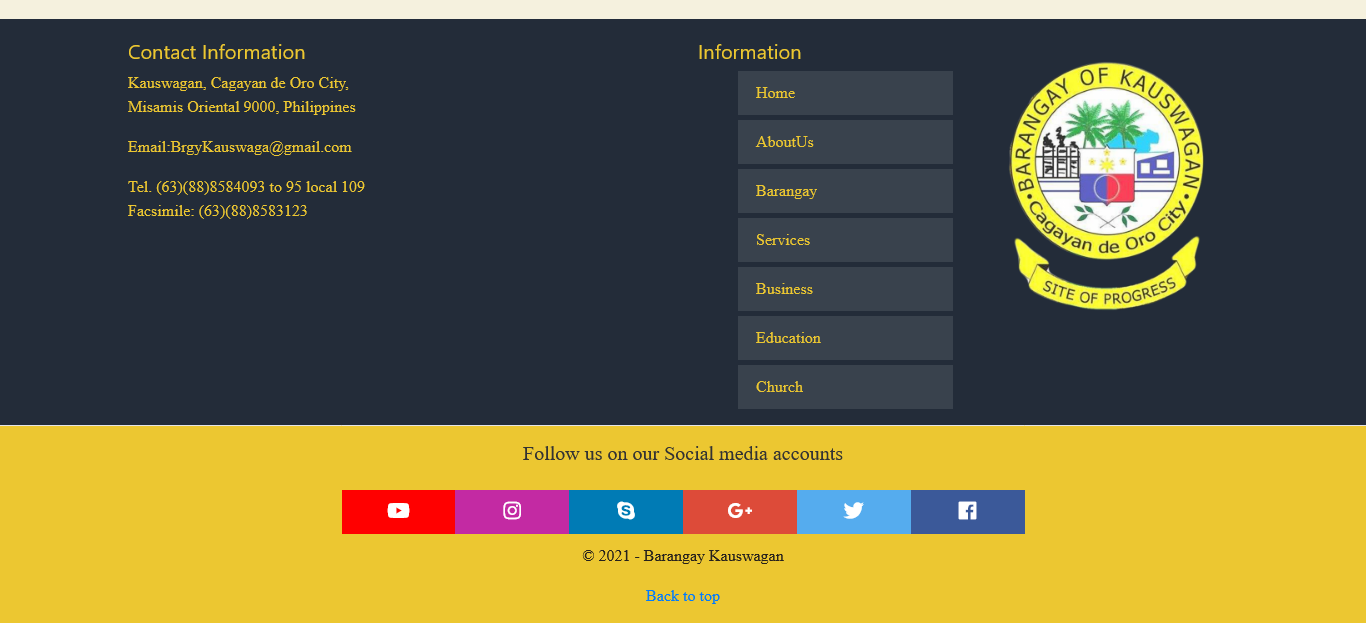 Contact Information
Kauswagan, Cagayan de Oro City,
Misamis Oriental 9000, Philippines
Email:BrgyKauswaga@gmail.com
Tel. (63)(88)8584093 to 95 local 109
Facsimile: (63)(88)8583123
Information
Home
AboutUs
Barangay
Services
Business
Education
Church
BARANGAY OF KAUSWAGAN
Cagayan de Oro City
SITE OF PROGRESS
Follow us on our Social media accounts
© 2021 - Barangay Kauswagan
Back to top